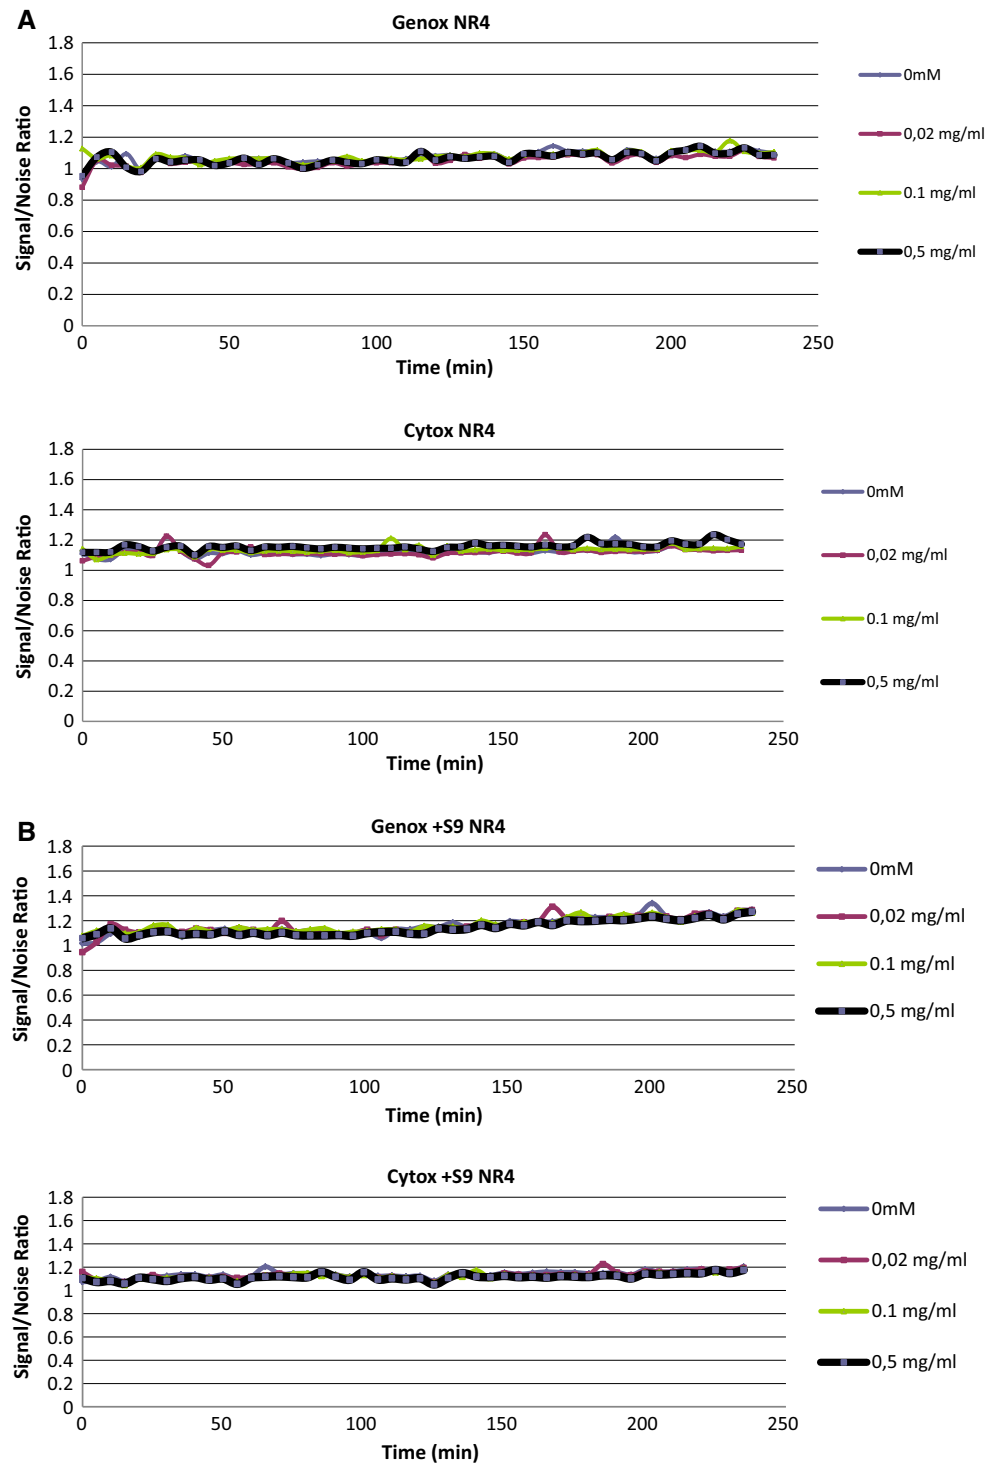 A
Genox NR4
1.8
1.6
1.4
1.2
1
0.8
0.6
0.4
0.2
0
0 50 100 150 200 250
Signal/Noise Ratio
Time (min)
0mM
0,02 mg/ml
0.1 mg/ml
0,5 mg/ml
Cytox NR4
1.8
1.6
1.4
1.2
1
0.8
0.6
0.4
0.2
0
0 50 100 150 200 250
Signal/Noise Ratio
Time (min)
0mM
0,02 mg/ml
0.1 mg/ml
0,5 mg/ml
B
Genox +S9 NR4
1.8
1.6
1.4
1.2
1
0.8
0.6
0.4
0.2
0
0 50 100 150 200 250
Signal/Noise Ratio
Time (min)
0mM
0,02 mg/ml
0.1 mg/ml
0,5 mg/ml
Cytox +S9 NR4
1.8
1.6
1.4
1.2
1
0.8
0.6
0.4
0.2
0
0 50 100 150 200 250
Signal/Noise Ratio
Time (min)
0mM
0,02 mg/ml
0.1 mg/ml
0,5 mg/ml